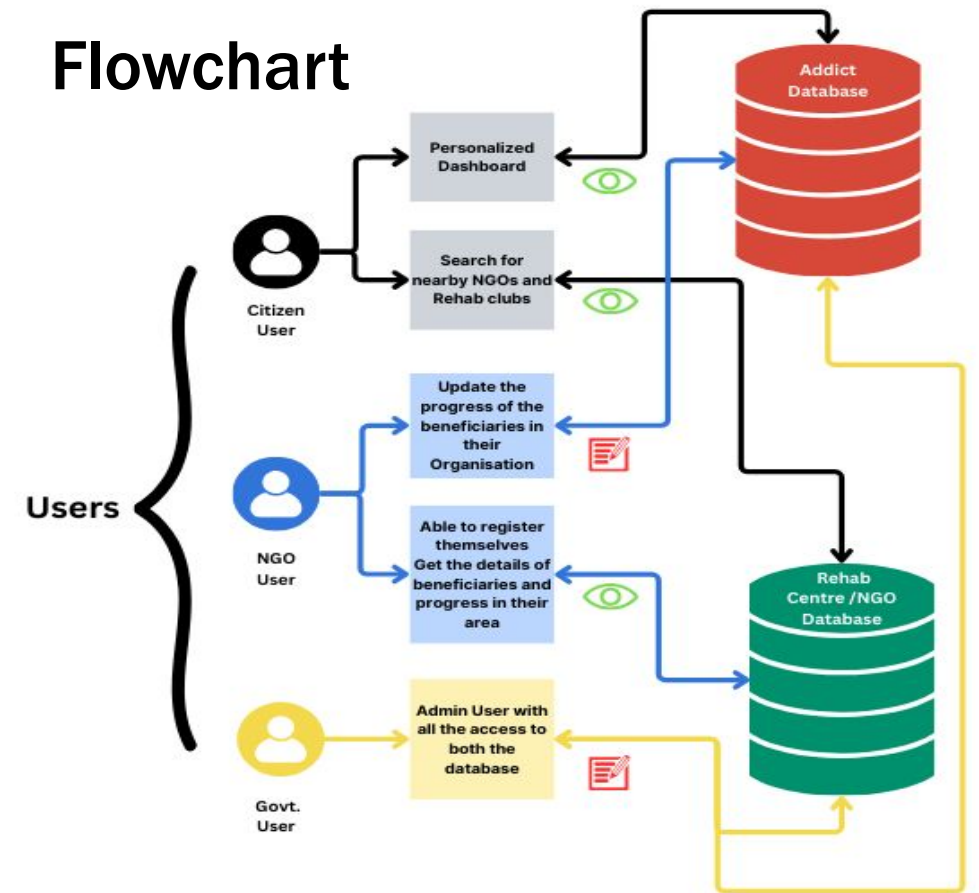 Flowchart
Addict
Database
Personalized
Dashboard
Search for
nearby NGOs and
Rehab clubs
Citizen
User
Update the
progress of the
beneficiaries in
their
Organisation
Users
NGO
User
Able to register
themselves
Get the details of
beneficiaries and
progress in their
area
Rehab
Centre /NGO
Database
Admin User with
all the access to
both the
database
Govt.
User